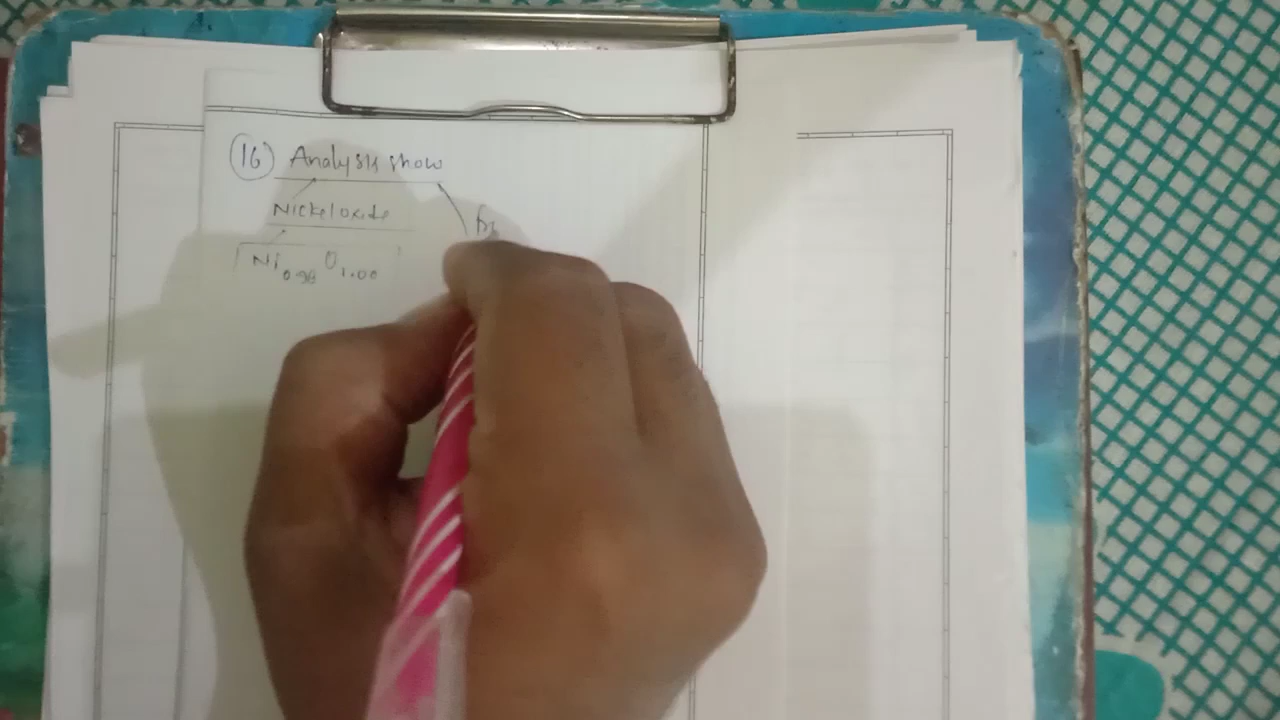 16 Analysis show
Nickel oxide
Ni0.98 O1.00